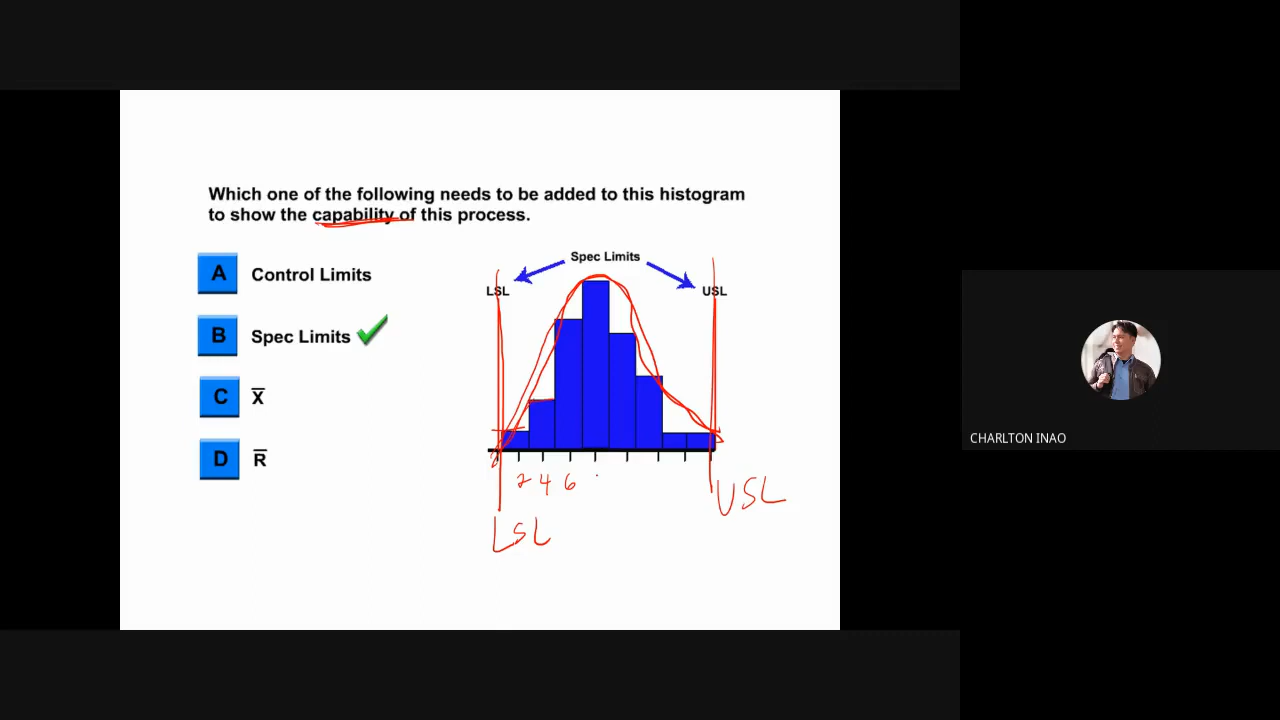 Which one of the following needs to be added to this histogram
to show the capability of this process.
A Control Limits
B Spec Limits
C X̅
D R̅
Spec Limits
LSL USL
2 4 6
USL
LSL
CHARLTON INAO